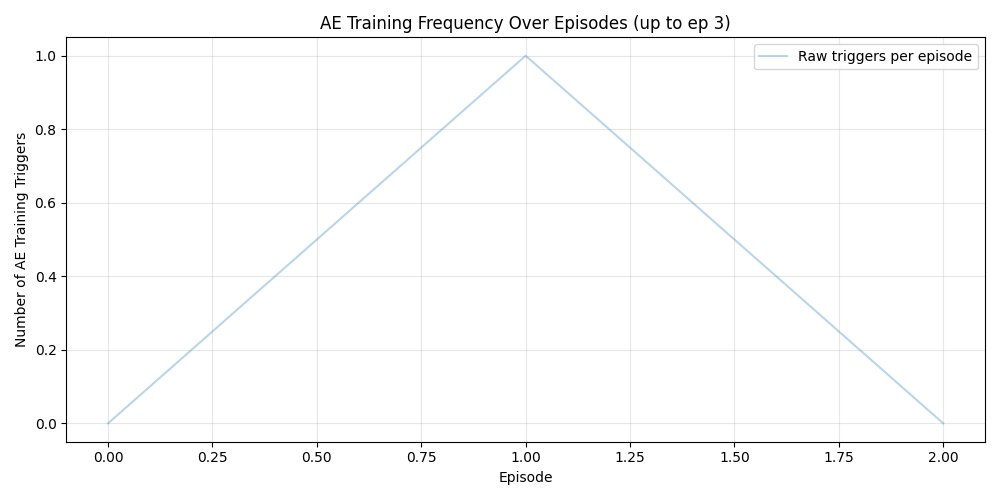 AE Training Frequency Over Episodes (up to ep 3)
Raw triggers per episode
Number of AE Training Triggers
1.0
0.8
0.6
0.4
0.2
0.0
0.00 0.25 0.50 0.75 1.00 1.25 1.50 1.75 2.00
Episode